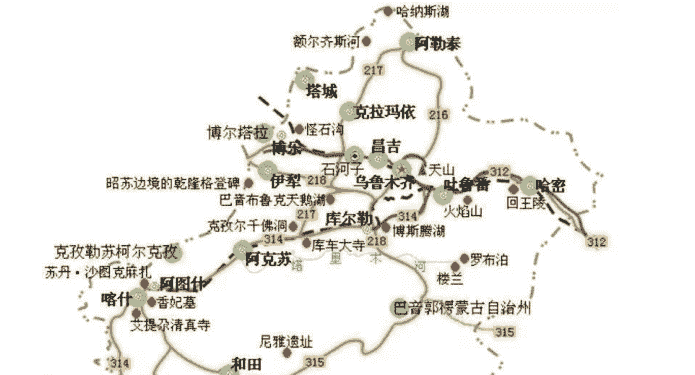 哈纳斯湖
额尔齐斯河
阿勒泰
217
塔城
克拉玛依
216
博尔塔拉
怪石沟
博乐
昌吉
石河子
乌鲁木齐
天山
312
伊犁
218
吐鲁番
哈密
昭苏边境的乾隆格登碑
巴音布鲁克天鹅湖
回王陵
火焰山
217
库尔勒
314
克孜尔千佛洞
博斯腾湖
314
库车大寺
218
312
克孜勒苏柯尔克孜
阿克苏
塔里木河
罗布泊
苏丹·沙图克麻扎
阿图什
楼兰
喀什
香妃墓
巴音郭楞蒙古自治州
艾提尕清真寺
315
尼雅遗址
314
和田
315